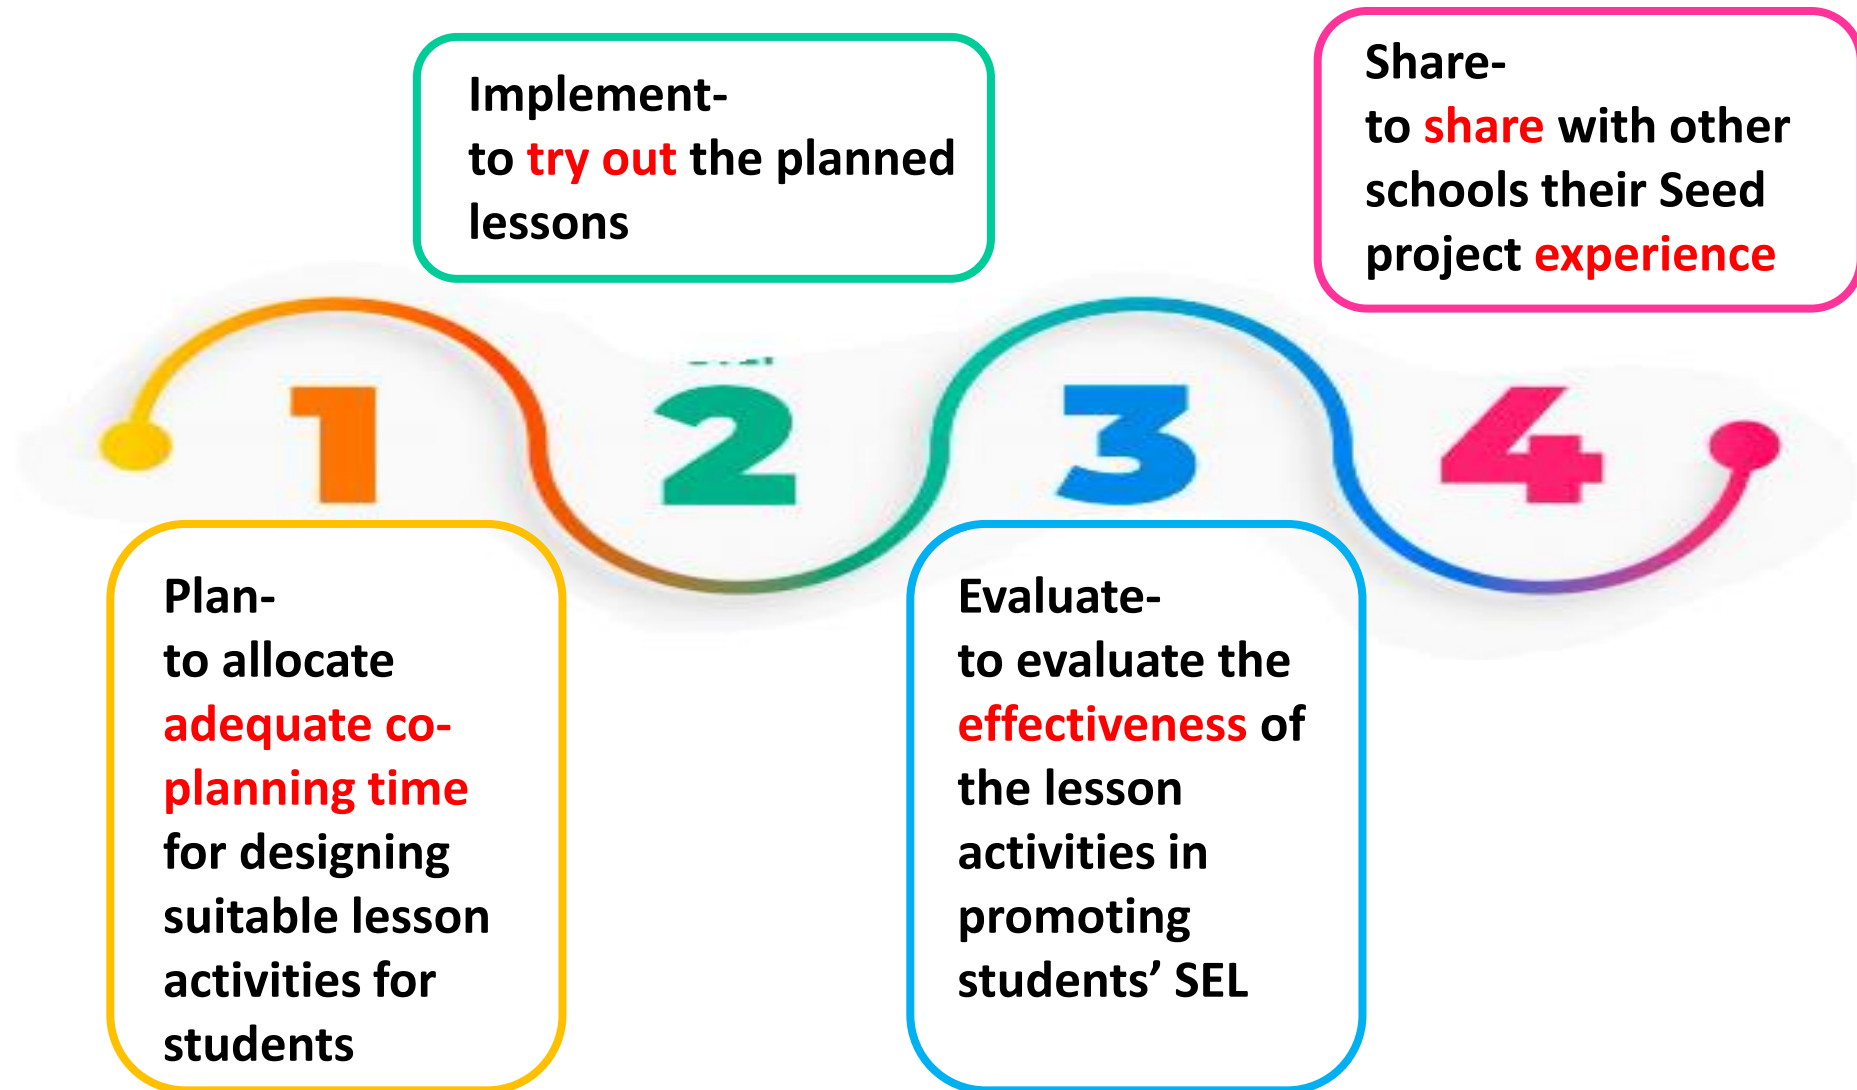 Implement-
to try out the planned
lessons
Share-
to share with other
schools their Seed
project experience
1
2
3
4
Plan-
to allocate
adequate co-
planning time
for designing
suitable lesson
activities for
students
Evaluate-
to evaluate the
effectiveness of
the lesson
activities in
promoting
students’ SEL